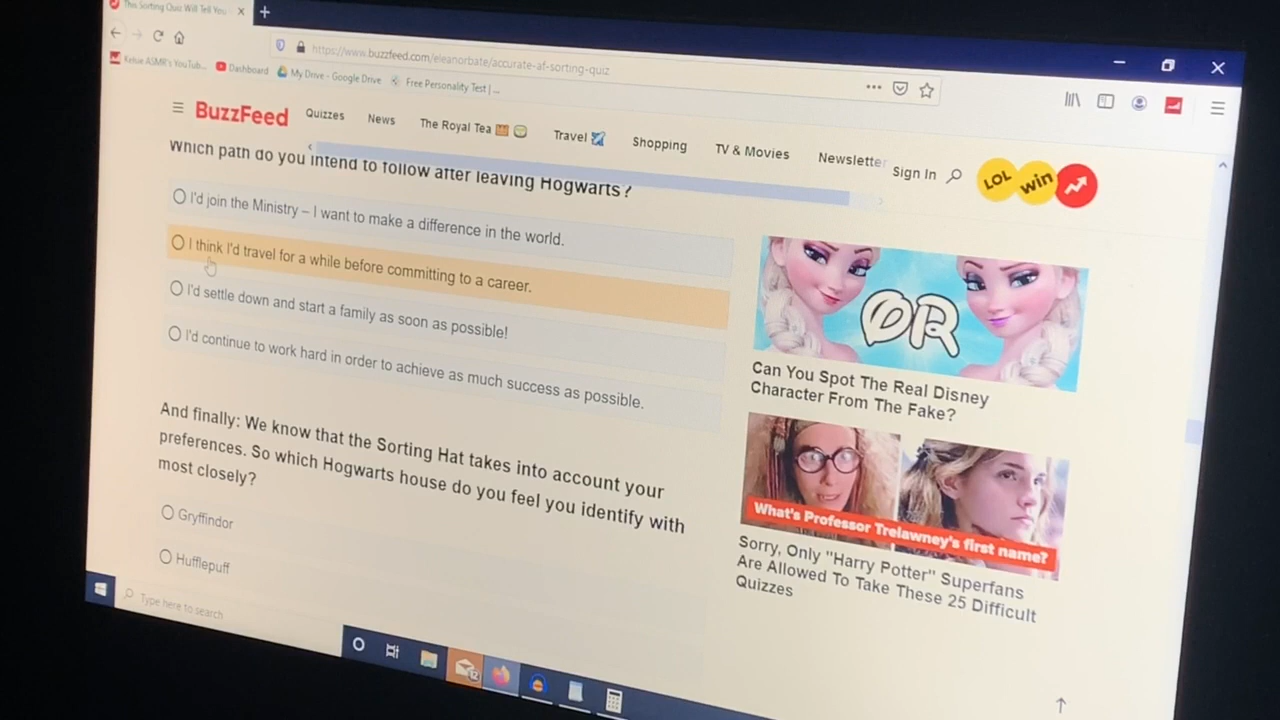 This Sorting Quiz Will Tell You
https://www.buzzfeed.com/eleanorbate/accurate-af-sorting-quiz
Kelsie ASMR's YouTub...
Dashboard
My Drive - Google Drive
Free Personality Test | ...
BuzzFeed
Quizzes
News
The Royal Tea
Travel
Shopping
TV & Movies
Newsletter
Sign In
LOL
win
Which path do you intend to follow after leaving Hogwarts?
I'd join the Ministry – I want to make a difference in the world.
I think I'd travel for a while before committing to a career.
I'd settle down and start a family as soon as possible!
I'd continue to work hard in order to achieve as much success as possible.
And finally: We know that the Sorting Hat takes into account your
preferences. So which Hogwarts house do you feel you identify with
most closely?
Gryffindor
Hufflepuff
OR
Can You Spot The Real Disney
Character From The Fake?
What's Professor Trelawney's first name?
Sorry, Only "Harry Potter" Superfans
Are Allowed To Take These 25 Difficult
Quizzes
Type here to search